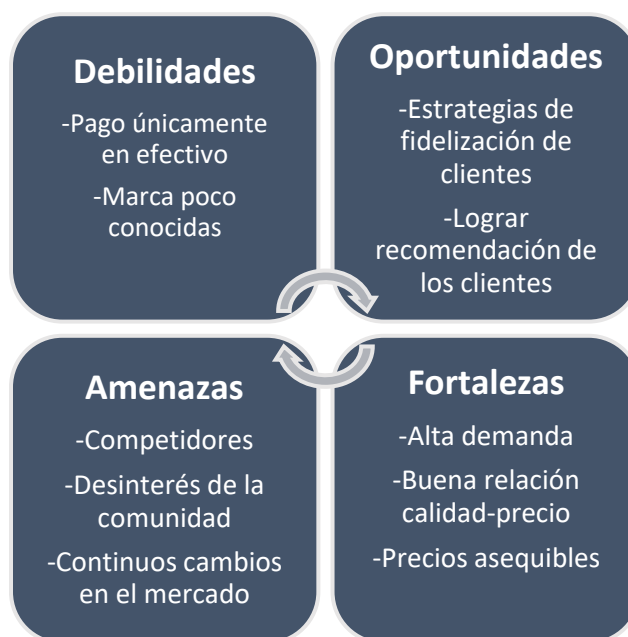 Debilidades
-Pago únicamente
en efectivo
-Marca poco
conocidas
Oportunidades
-Estrategias de
fidelización de
clientes
-Lograr
recomendación de
los clientes
Amenazas
-Competidores
-Desinterés de la
comunidad
-Continuos cambios
en el mercado
Fortalezas
-Alta demanda
-Buena relación
calidad-precio
-Precios asequibles